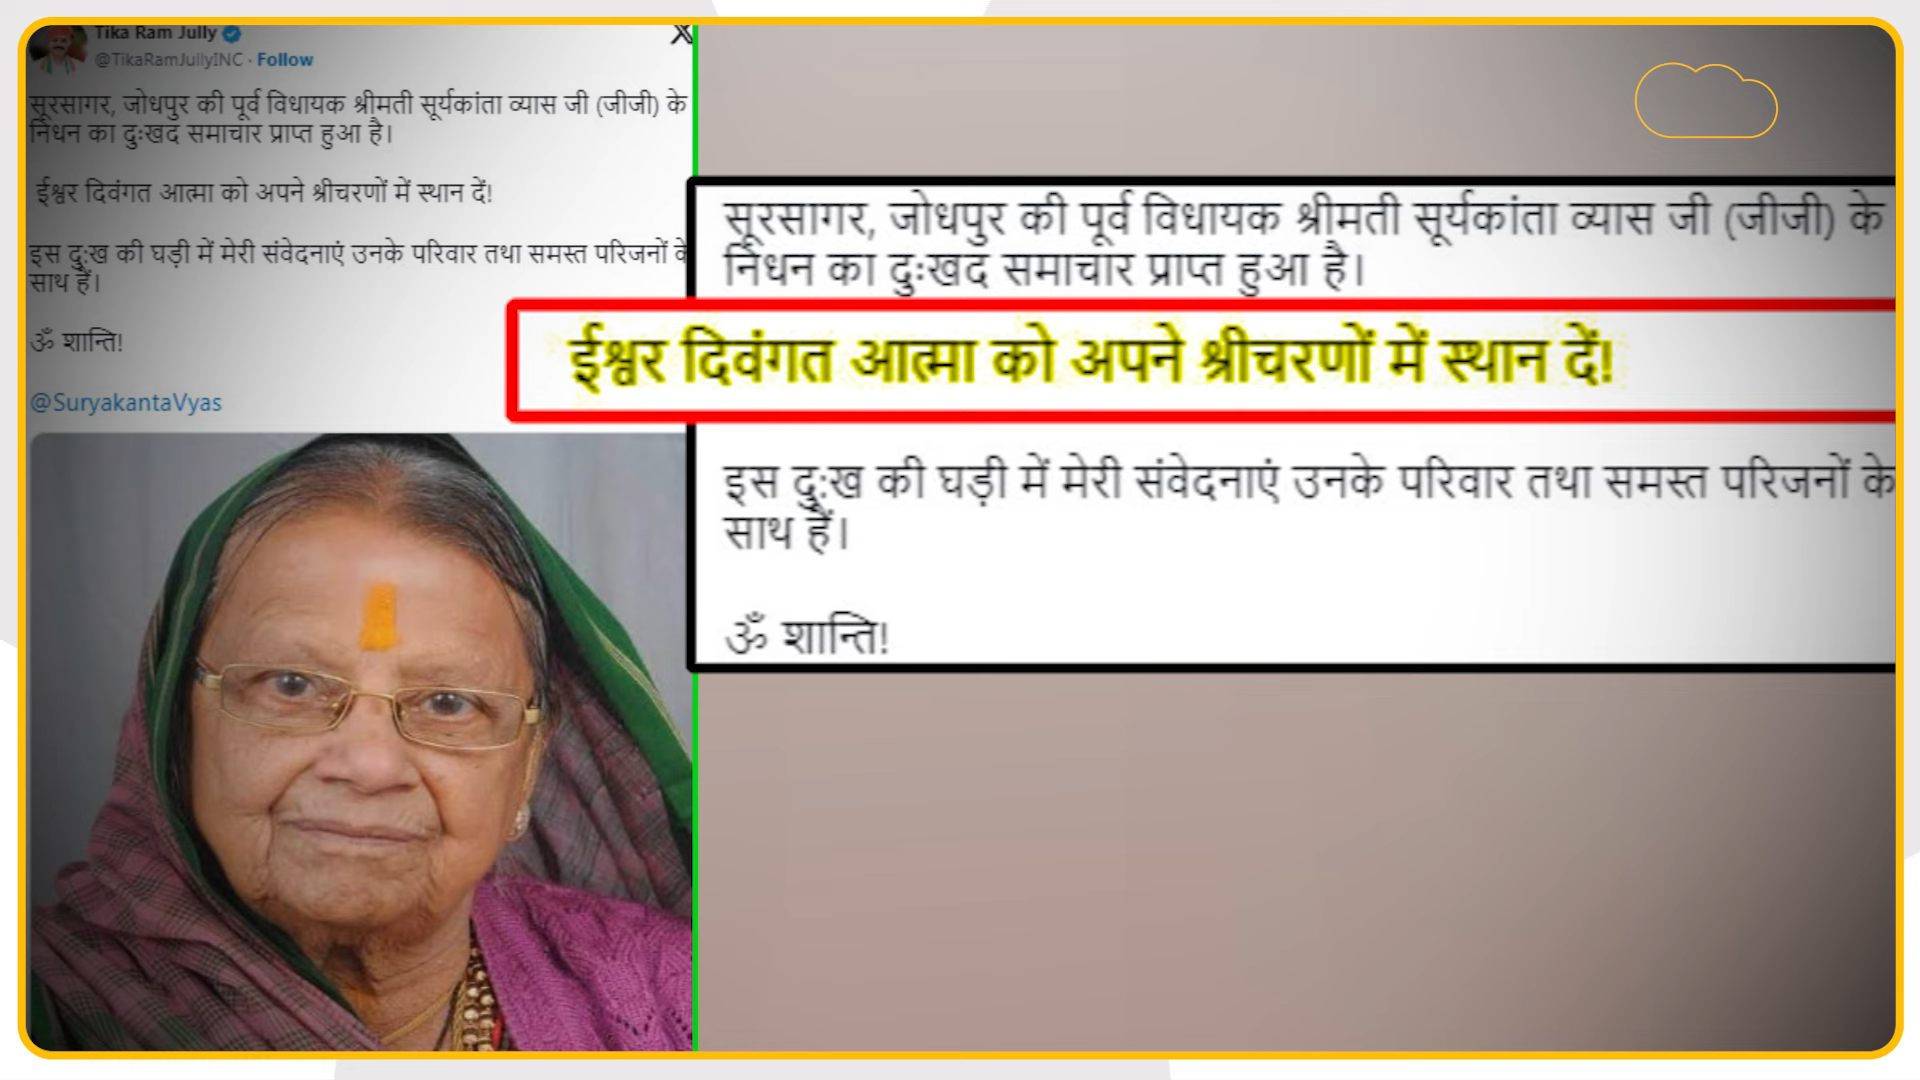 Tika Ram Jully
@TikaRamJullyINC · Follow
सूरसागर, जोधपुर की पूर्व विधायक श्रीमती सूर्यकांता व्यास जी (जीजी) के
निधन का दुःखद समाचार प्राप्त हुआ है।
ईश्वर दिवंगत आत्मा को अपने श्रीचरणों में स्थान दें!
इस दुःख की घड़ी में मेरी संवेदनाएं उनके परिवार तथा समस्त परिजनों के
साथ हैं।
ॐ शान्ति!
@SuryakantaVyas
सूरसागर, जोधपुर की पूर्व विधायक श्रीमती सूर्यकांता व्यास जी (जीजी) के
निधन का दुःखद समाचार प्राप्त हुआ है।
ईश्वर दिवंगत आत्मा को अपने श्रीचरणों में स्थान दें!
इस दुःख की घड़ी में मेरी संवेदनाएं उनके परिवार तथा समस्त परिजनों के
साथ हैं।
ॐ शान्ति!